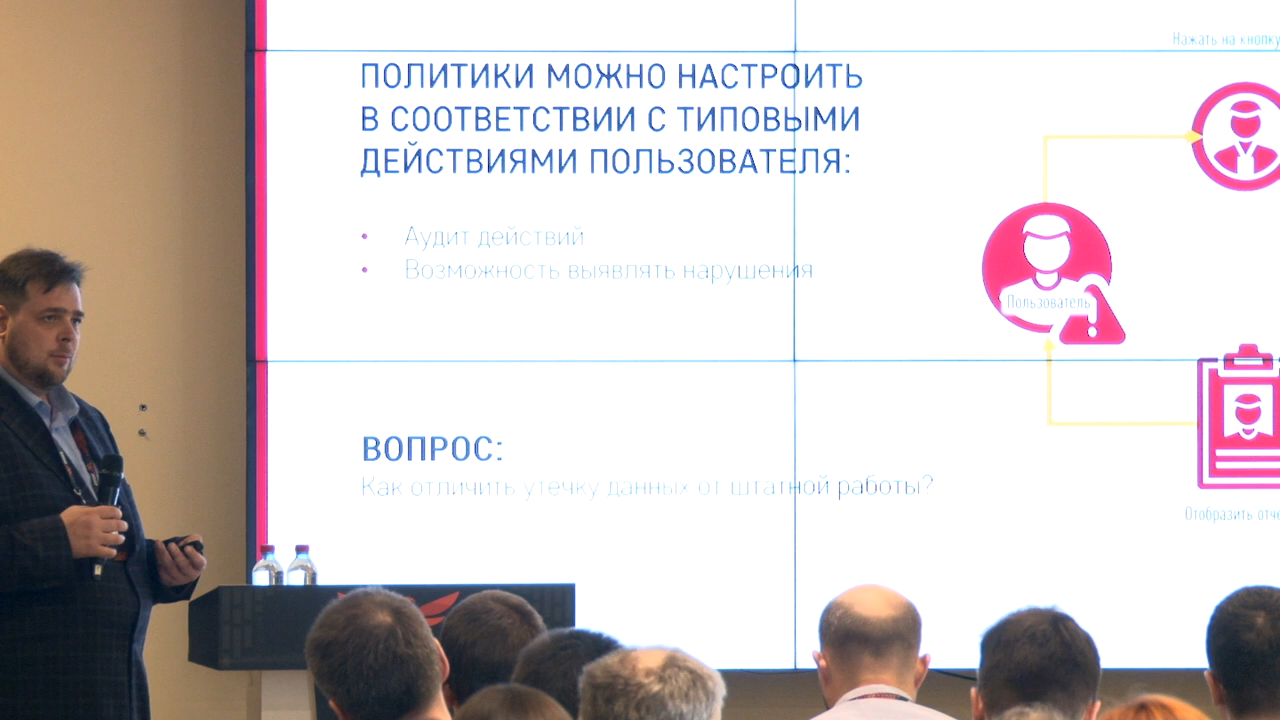 Нажать на кнопку
ПОЛИТИКИ МОЖНО НАСТРОИТЬ
В СООТВЕТСТВИИ С ТИПОВЫМИ
ДЕЙСТВИЯМИ ПОЛЬЗОВАТЕЛЯ:
• Аудит действий
• Возможность выявлять нарушения
Пользователь
ВОПРОС:
Как отличить утечку данных от штатной работы?
Отобразить